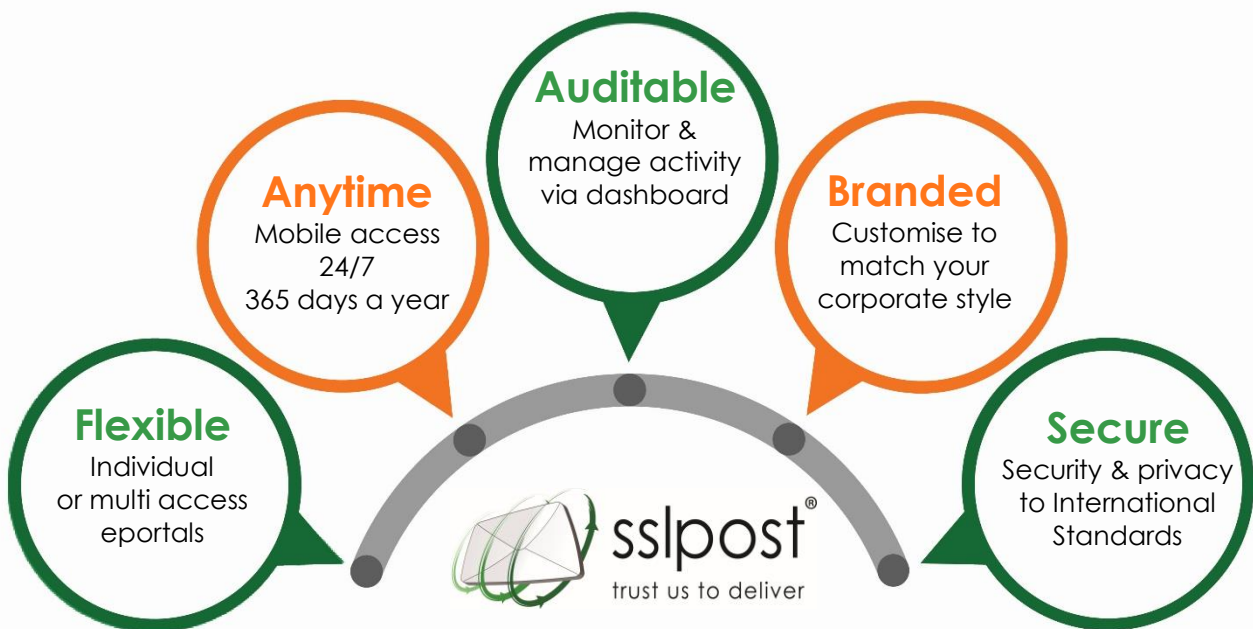 Flexible
Individual
or multi access
eportals
Anytime
Mobile access
24/7
365 days a year
Auditable
Monitor &
manage activity
via dashboard
Branded
Customise to
match your
corporate style
Secure
Security & privacy
to International
Standards
sslpost®
trust us to deliver